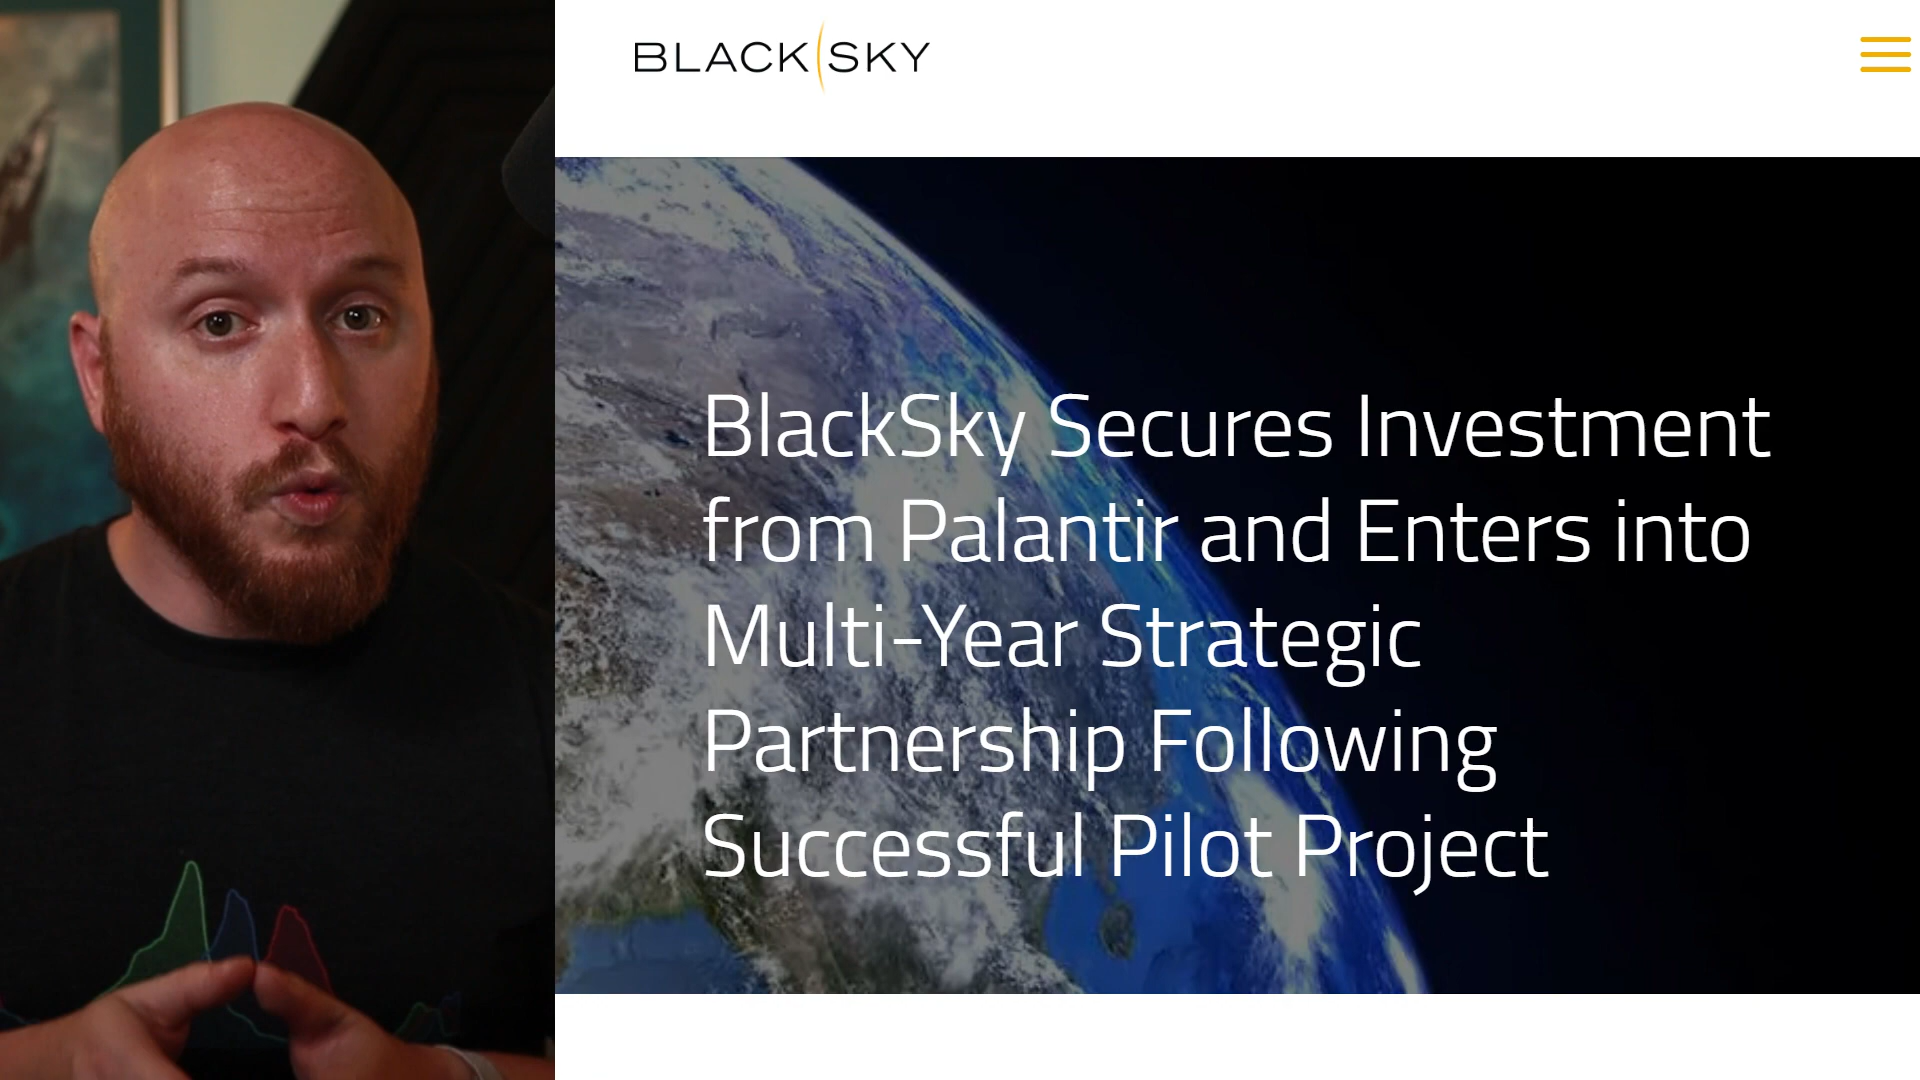 BLACKSKY
BlackSky Secures Investment
from Palantir and Enters into
Multi-Year Strategic
Partnership Following
Successful Pilot Project